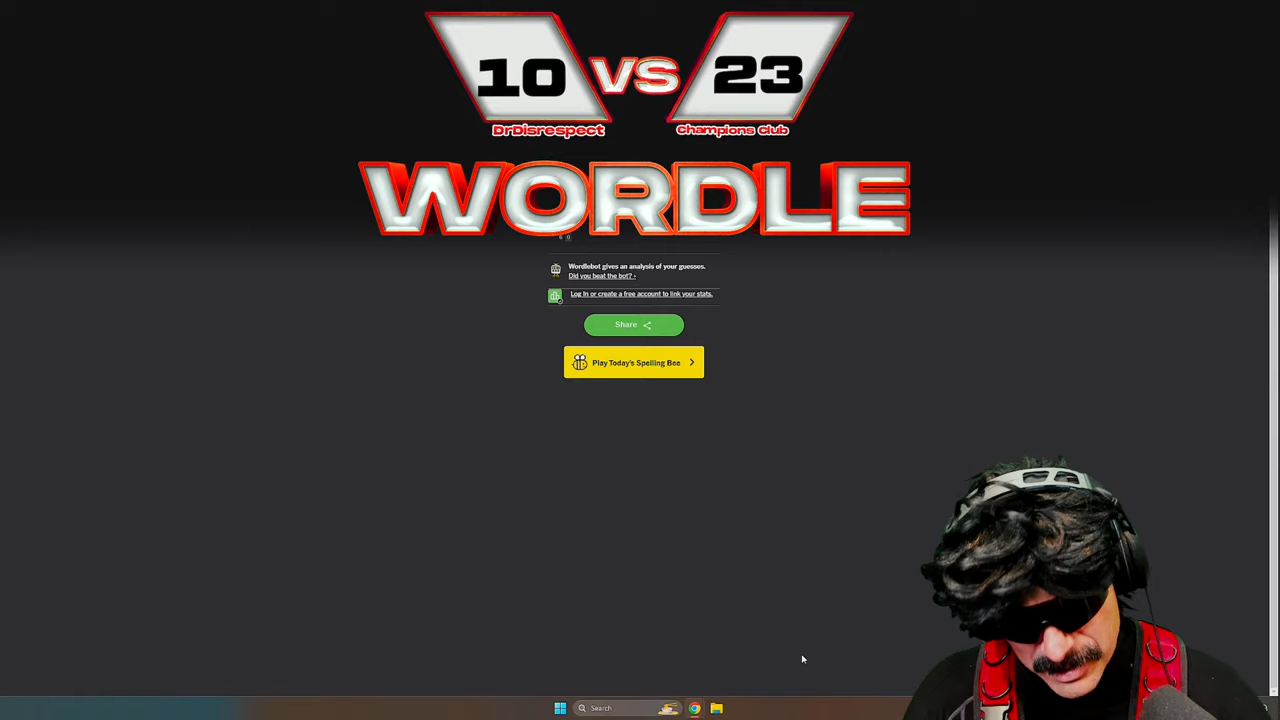 10 VS 23
DrDisrespect Champions Club
WORDLE
Wordlebot gives an analysis of your guesses.
Did you beat the bot? ›
Log In or create a free account to link your stats.
Share
Play Today's Spelling Bee
Search